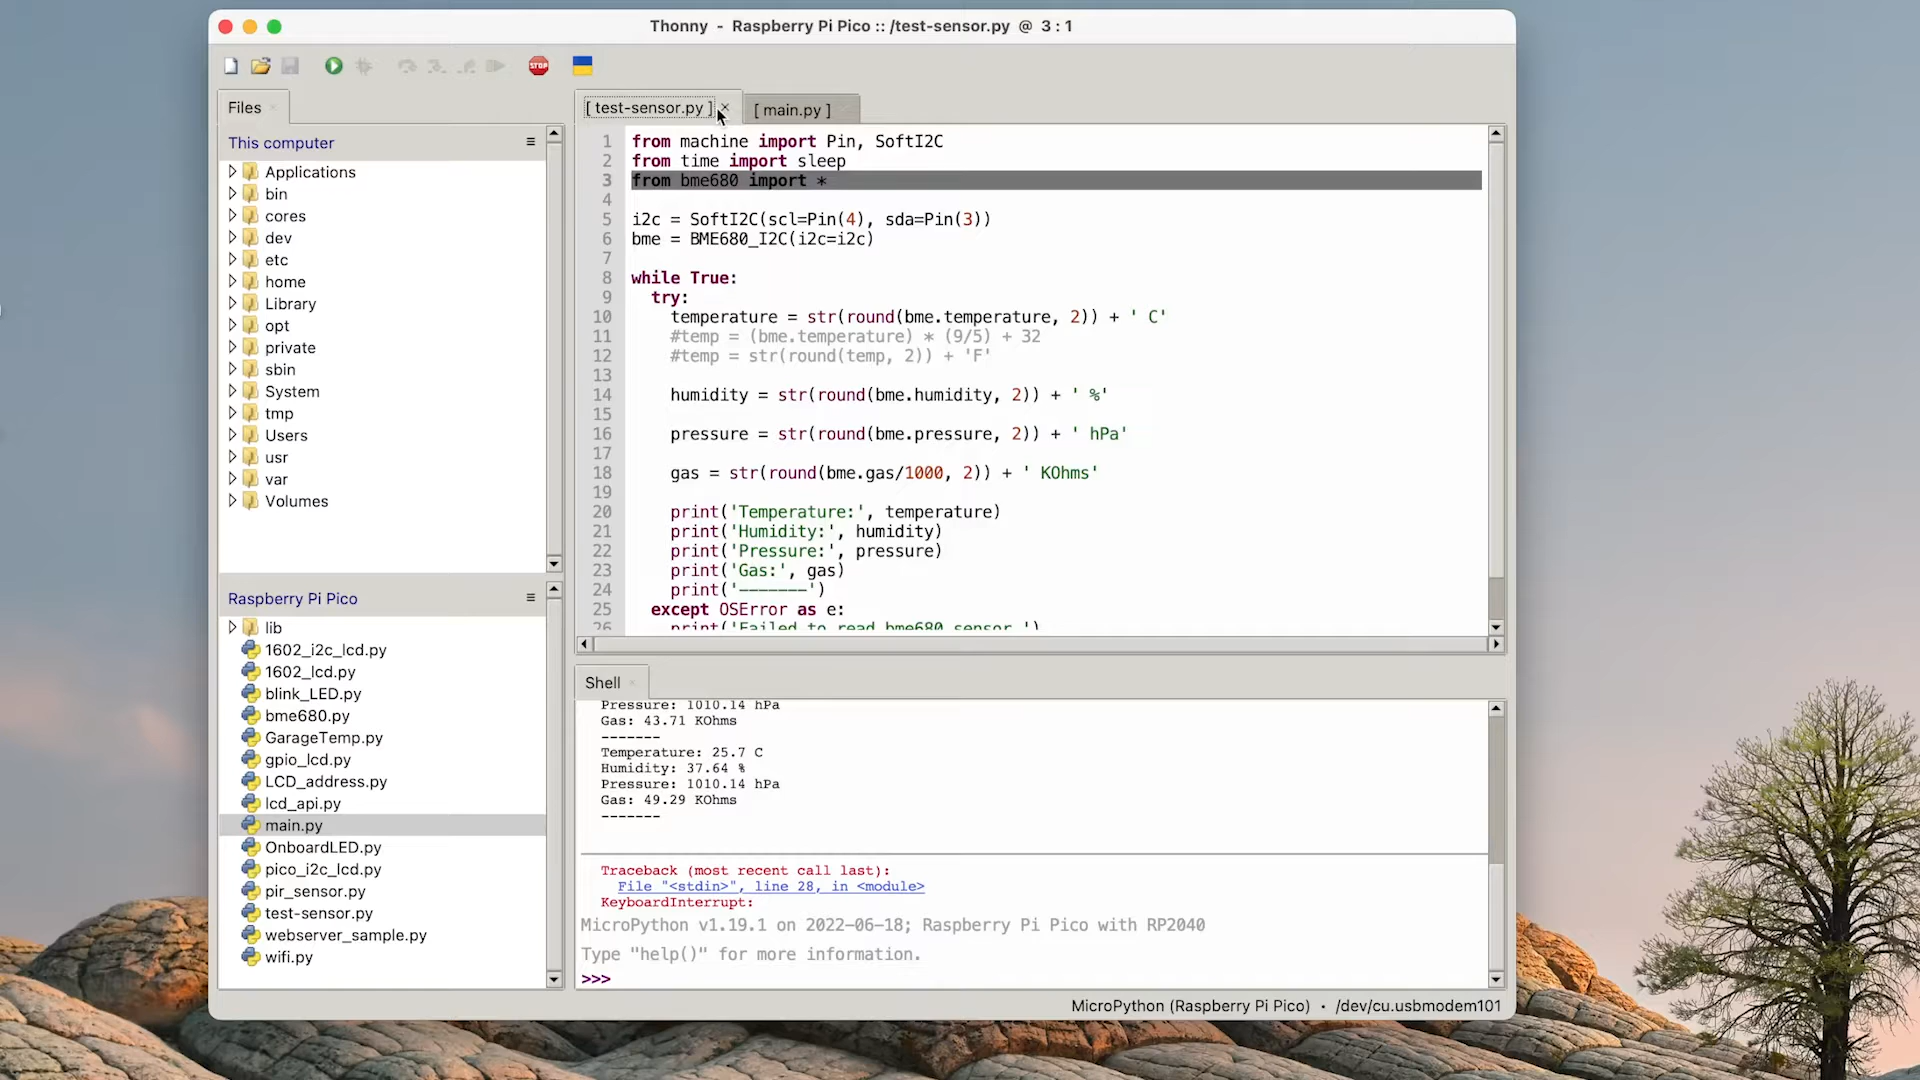 Thonny - Raspberry Pi Pico :: /test-sensor.py @ 3 : 1
STOP
Files
[ test-sensor.py ]
[ main.py ]
This computer
Applications
bin
cores
dev
etc
home
Library
opt
private
sbin
System
tmp
Users
usr
var
Volumes
Raspberry Pi Pico
lib
1602_i2c_lcd.py
1602_lcd.py
blink_LED.py
bme680.py
GarageTemp.py
gpio_lcd.py
LCD_address.py
lcd_api.py
main.py
OnboardLED.py
pico_i2c_lcd.py
pir_sensor.py
test-sensor.py
webserver_sample.py
wifi.py
1 from machine import Pin, SoftI2C
2 from time import sleep
3 from bme680 import *
4
5 i2c = SoftI2C(scl=Pin(4), sda=Pin(3))
6 bme = BME680_I2C(i2c=i2c)
7
8 while True:
9 try:
10 temperature = str(round(bme.temperature, 2)) + ' C'
11 #temp = (bme.temperature) * (9/5) + 32
12 #temp = str(round(temp, 2)) + 'F'
13
14 humidity = str(round(bme.humidity, 2)) + ' %'
15
16 pressure = str(round(bme.pressure, 2)) + ' hPa'
17
18 gas = str(round(bme.gas/1000, 2)) + ' KOhms'
19
20 print('Temperature:', temperature)
21 print('Humidity:', humidity)
22 print('Pressure:', pressure)
23 print('Gas:', gas)
24 print('-------')
25 except OSError as e:
26 print('Failed to read bme680 sensor.')
Shell
Pressure: 1010.14 hPa
Gas: 43.71 KOhms
-------
Temperature: 25.7 C
Humidity: 37.64 %
Pressure: 1010.14 hPa
Gas: 49.29 KOhms
-------
Traceback (most recent call last):
File "<stdin>", line 28, in <module>
KeyboardInterrupt:
MicroPython v1.19.1 on 2022-06-18; Raspberry Pi Pico with RP2040
Type "help()" for more information.
>>>
MicroPython (Raspberry Pi Pico) • /dev/cu.usbmodem101